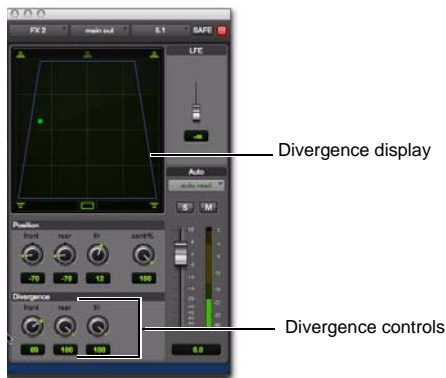 FX 2 main out 5.1 SAFE
LFE
Divergence display
Auto
auto read
S M
Position
front rear f/r center%
-70 -70 12 100
Divergence
front rear f/r
Divergence controls
100 100
0.0